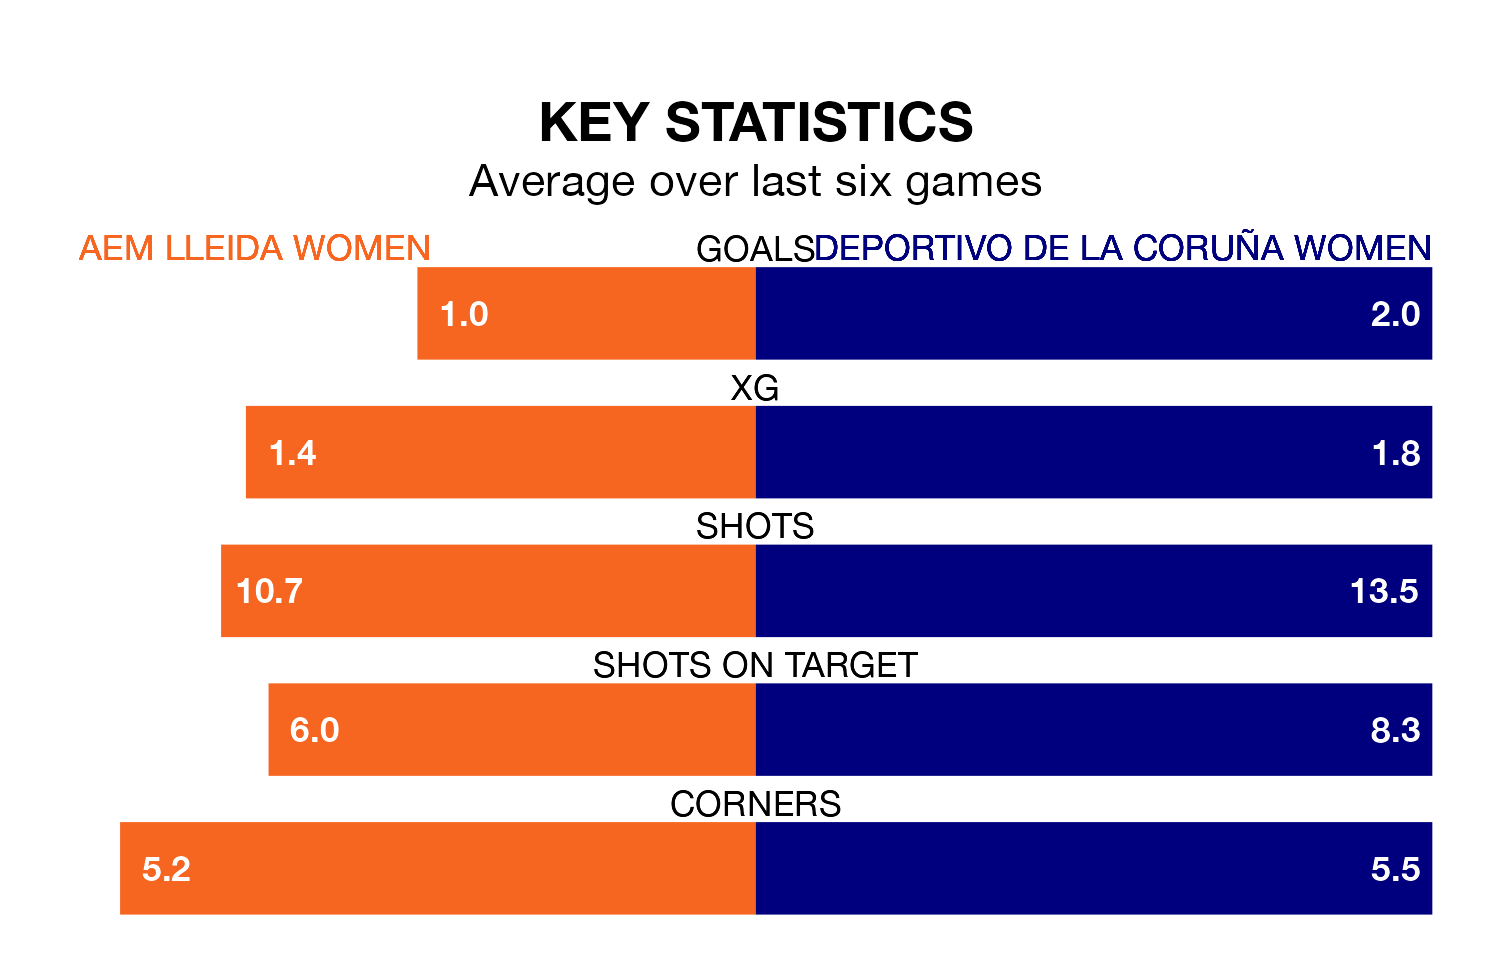 KEY STATISTICS
Average over last six games
AEM LLEIDA WOMEN GOALS DEPORTIVO DE LA CORUÑA WOMEN
1.0 2.0
XG
1.4 1.8
SHOTS
10.7 13.5
SHOTS ON TARGET
6.0 8.3
CORNERS
5.2 5.5